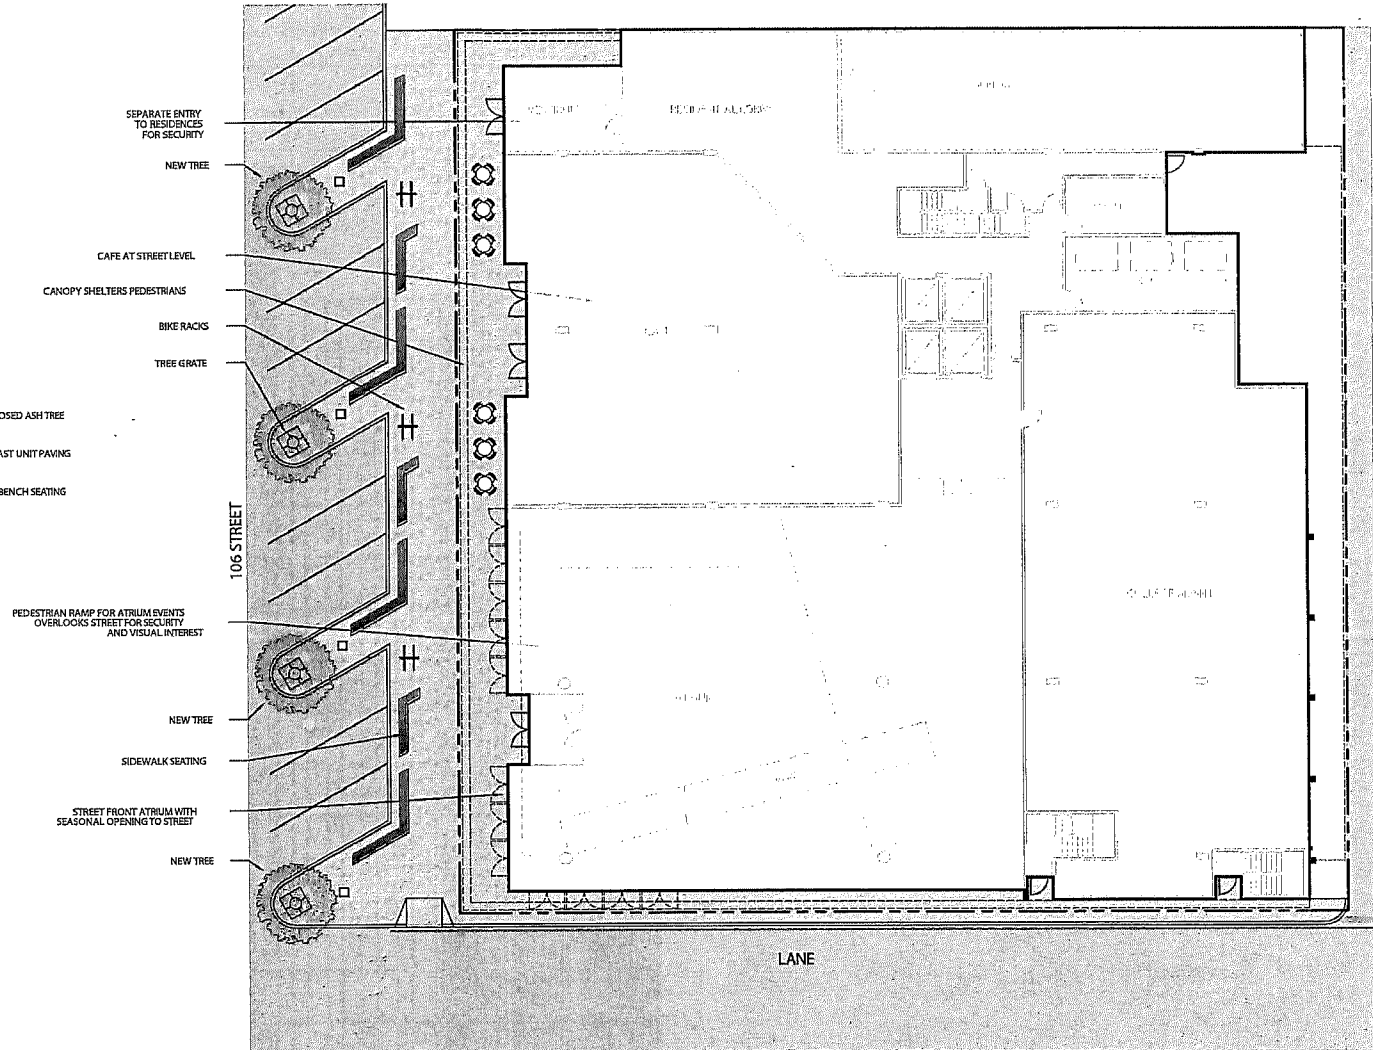 SEPARATE ENTRY
TO RESIDENCES
FOR SECURITY
NEW TREE
CAFE AT STREET LEVEL
CANOPY SHELTERS PEDESTRIANS
BIKE RACKS
TREE GRATE
OSED ASH TREE
AST UNIT PAVING
BENCH SEATING
106 STREET
PEDESTRIAN RAMP FOR ATRIUM EVENTS
OVERLOOKS STREET FOR SECURITY
AND VISUAL INTEREST
NEW TREE
SIDEWALK SEATING
STREET FRONT ATRIUM WITH
SEASONAL OPENING TO STREET
NEW TREE
LANE